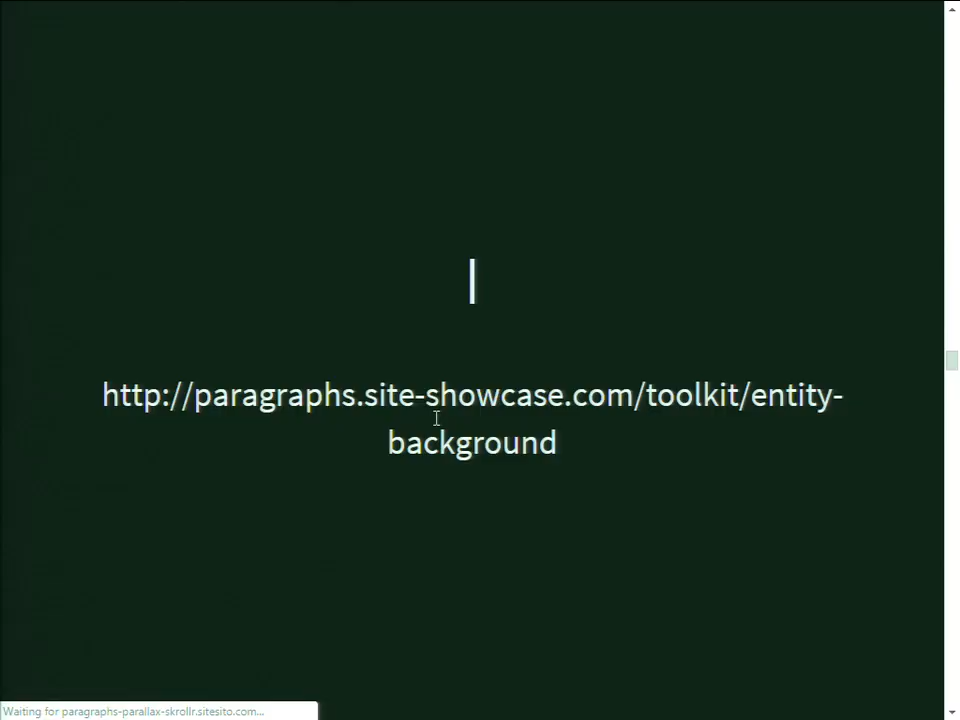 |
http://paragraphs.site-showcase.com/toolkit/entity-
background
Waiting for paragraphs-parallax-skrollr.sitesito.com...